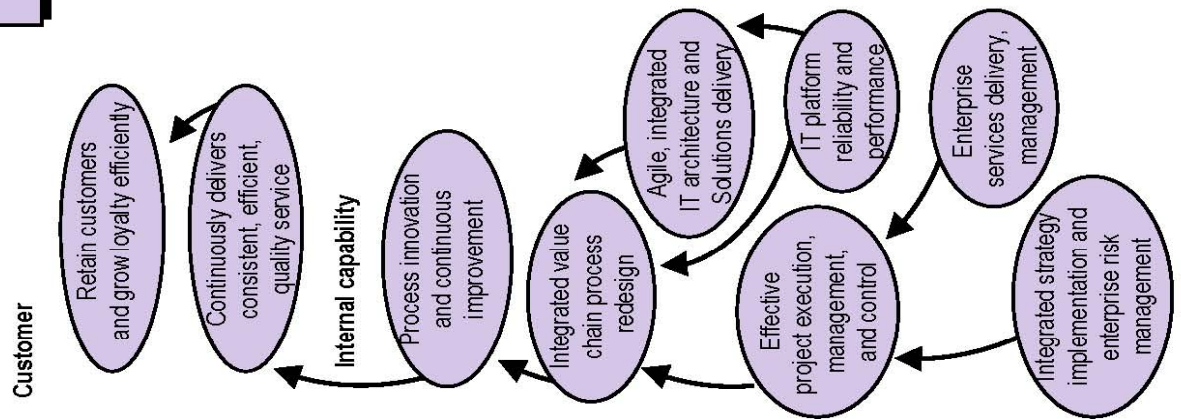 Customer
Retain customers
and grow loyalty efficiently
Continuously delivers
consistent, efficient,
quality service
Internal capability
Process innovation
and continuous
improvement
Integrated value
chain process
redesign
Agile, integrated
IT architecture and
Solutions delivery
IT platform
reliability and
performance
Effective
project execution,
management,
and control
Enterprise
services delivery,
management
Integrated strategy
implementation and
enterprise risk
management